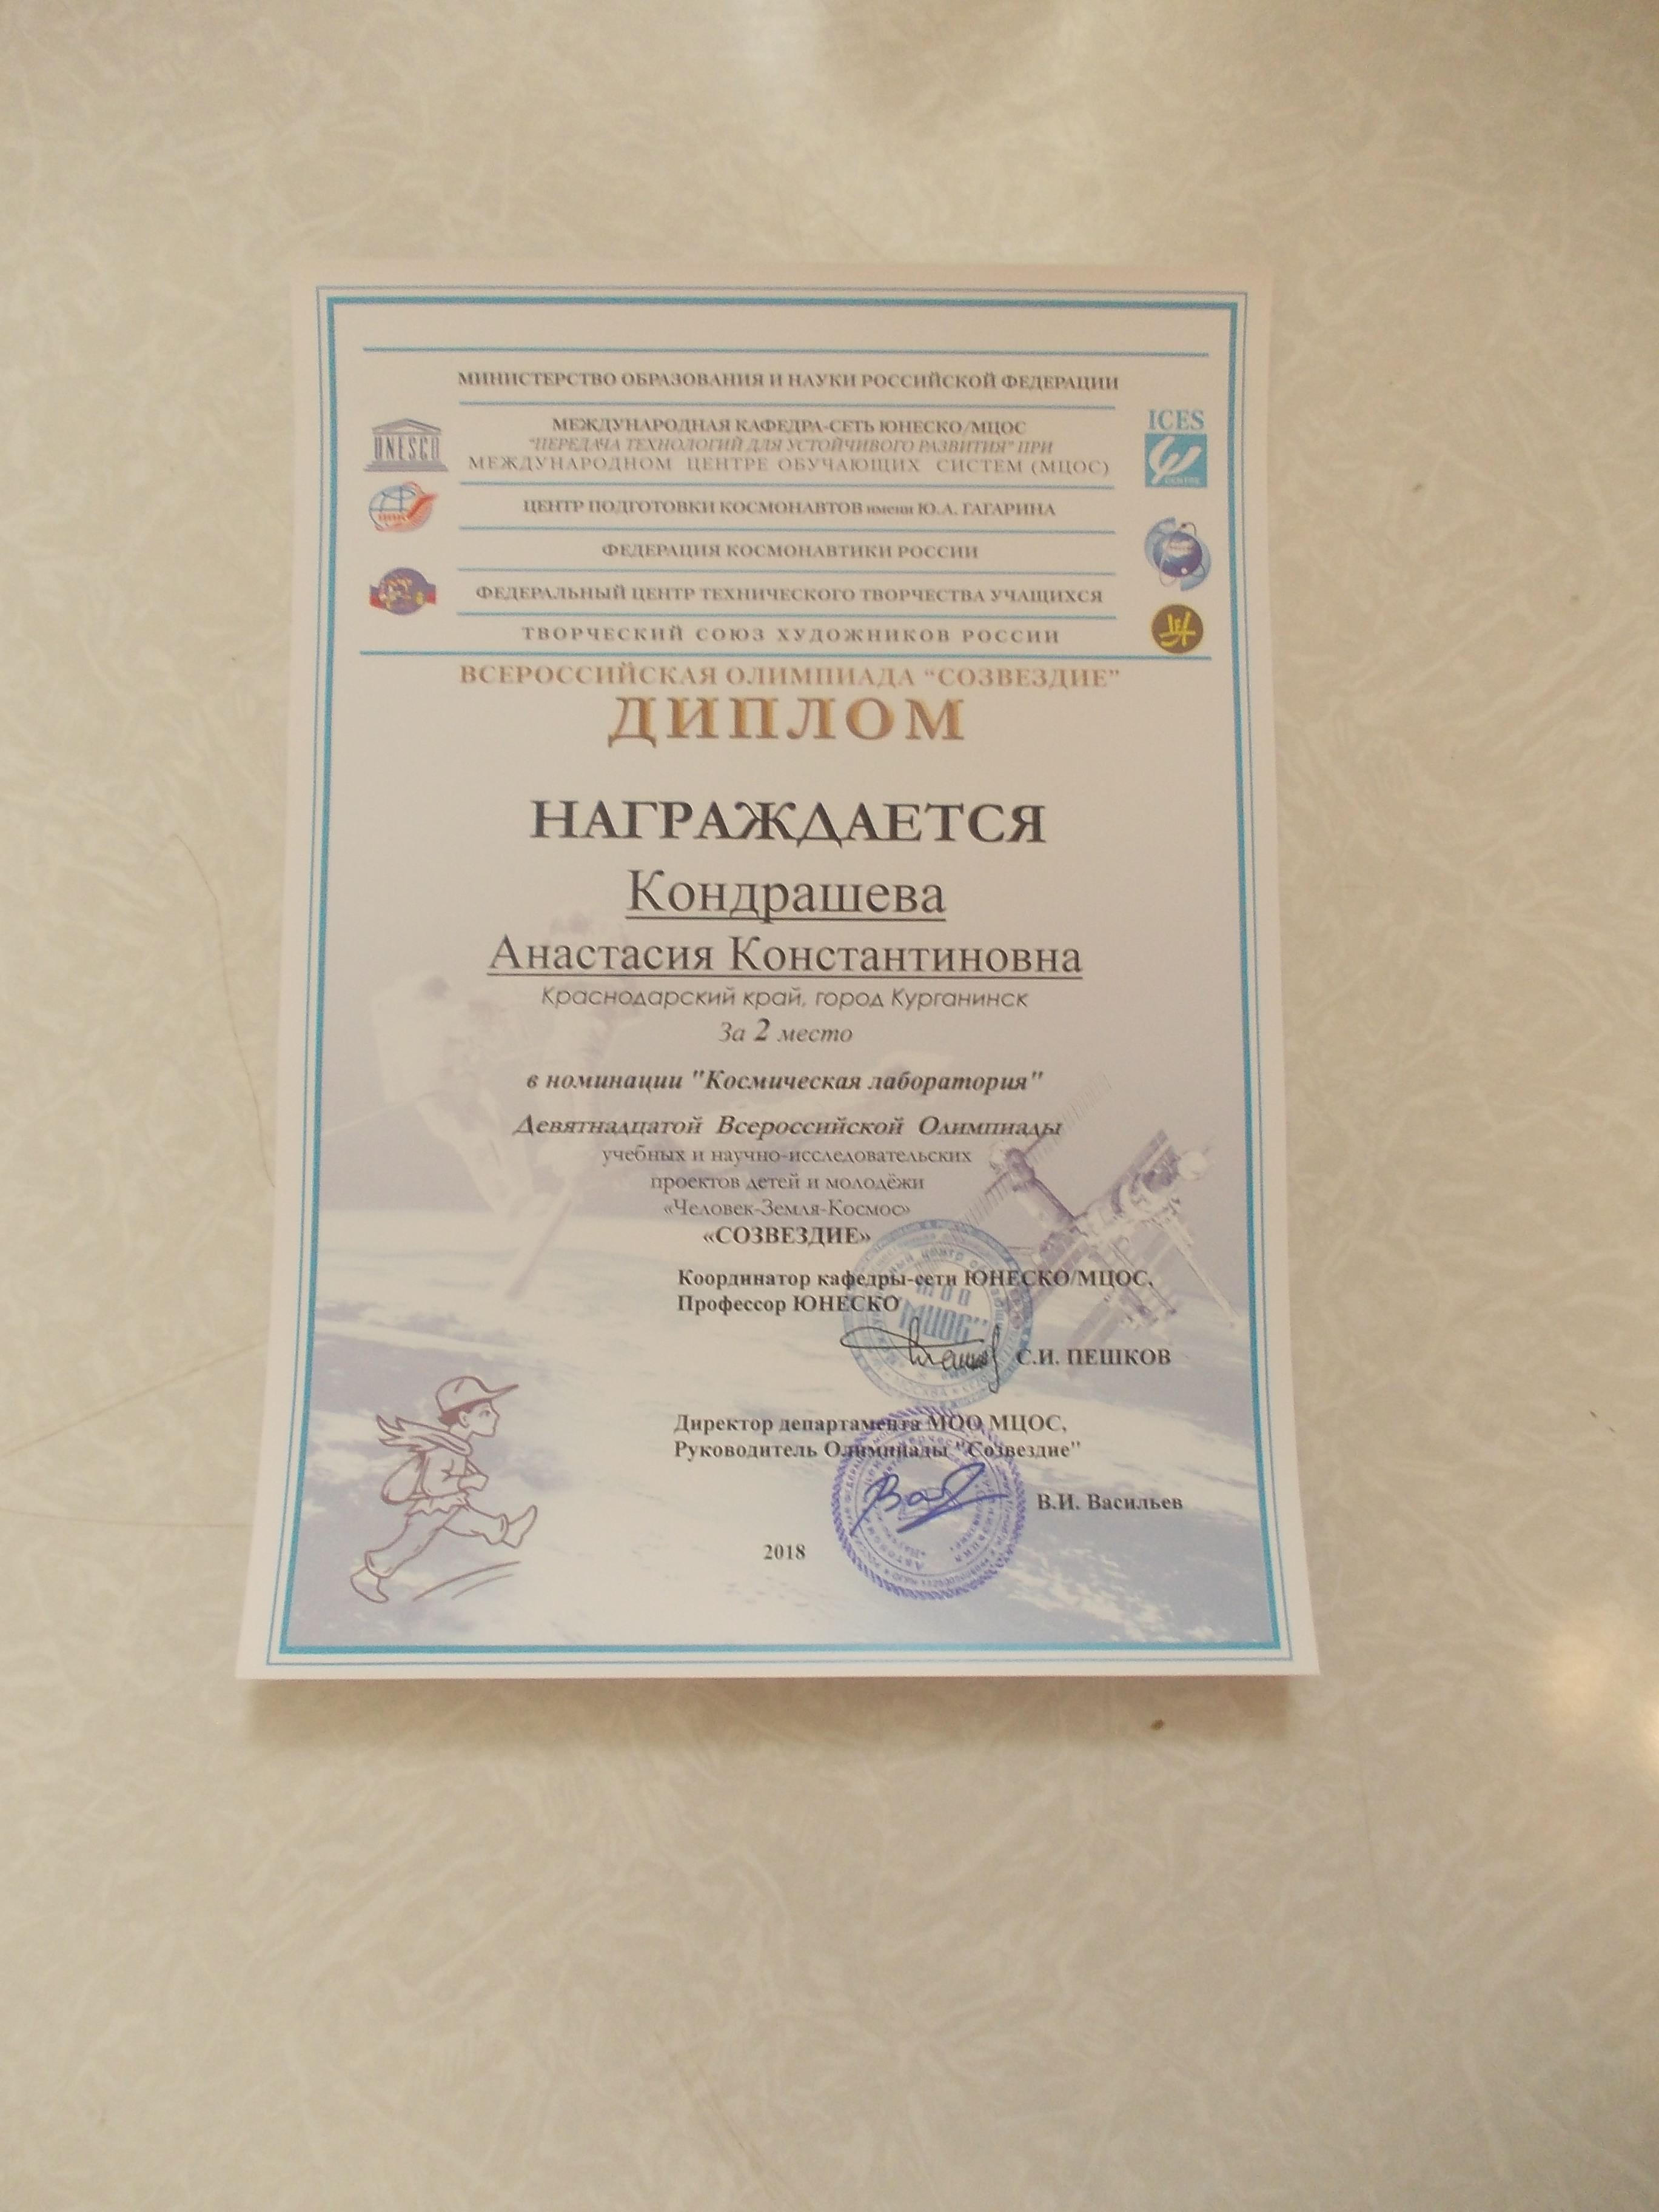 МИНИСТЕРСТВО ОБРАЗОВАНИЯ И НАУКИ РОССИЙСКОЙ ФЕДЕРАЦИИ
UNESCO
МЕЖДУНАРОДНАЯ КАФЕДРА-СЕТЬ ЮНЕСКО/МЦОС
"ПЕРЕДАЧА ТЕХНОЛОГИЙ ДЛЯ УСТОЙЧИВОГО РАЗВИТИЯ" ПРИ
МЕЖДУНАРОДНОМ ЦЕНТРЕ ОБУЧАЮЩИХ СИСТЕМ (МЦОС)
ICES
CENTRE
ЦЕНТР ПОДГОТОВКИ КОСМОНАВТОВ имени Ю.А. ГАГАРИНА
ФЕДЕРАЦИЯ КОСМОНАВТИКИ РОССИИ
ФЕДЕРАЛЬНЫЙ ЦЕНТР ТЕХНИЧЕСКОГО ТВОРЧЕСТВА УЧАЩИХСЯ
ТВОРЧЕСКИЙ СОЮЗ ХУДОЖНИКОВ РОССИИ
ВСЕРОССИЙСКАЯ ОЛИМПИАДА “СОЗВЕЗДИЕ”
ДИПЛОМ
НАГРАЖДАЕТСЯ
Кондрашева
Анастасия Константиновна
Краснодарский край, город Курганинск
За 2 место
в номинации "Космическая лаборатория"
Девятнадцатой Всероссийской Олимпиады
учебных и научно-исследовательских
проектов детей и молодёжи
«Человек-Земля-Космос»
«СОЗВЕЗДИЕ»
Координатор кафедры-сети ЮНЕСКО/МЦОС,
Профессор ЮНЕСКО
МОО
"МЦОС"
С.И. ПЕШКОВ
Директор департамента МОО МЦОС,
Руководитель Олимпиады "Созвездие"
В.И. Васильев
2018